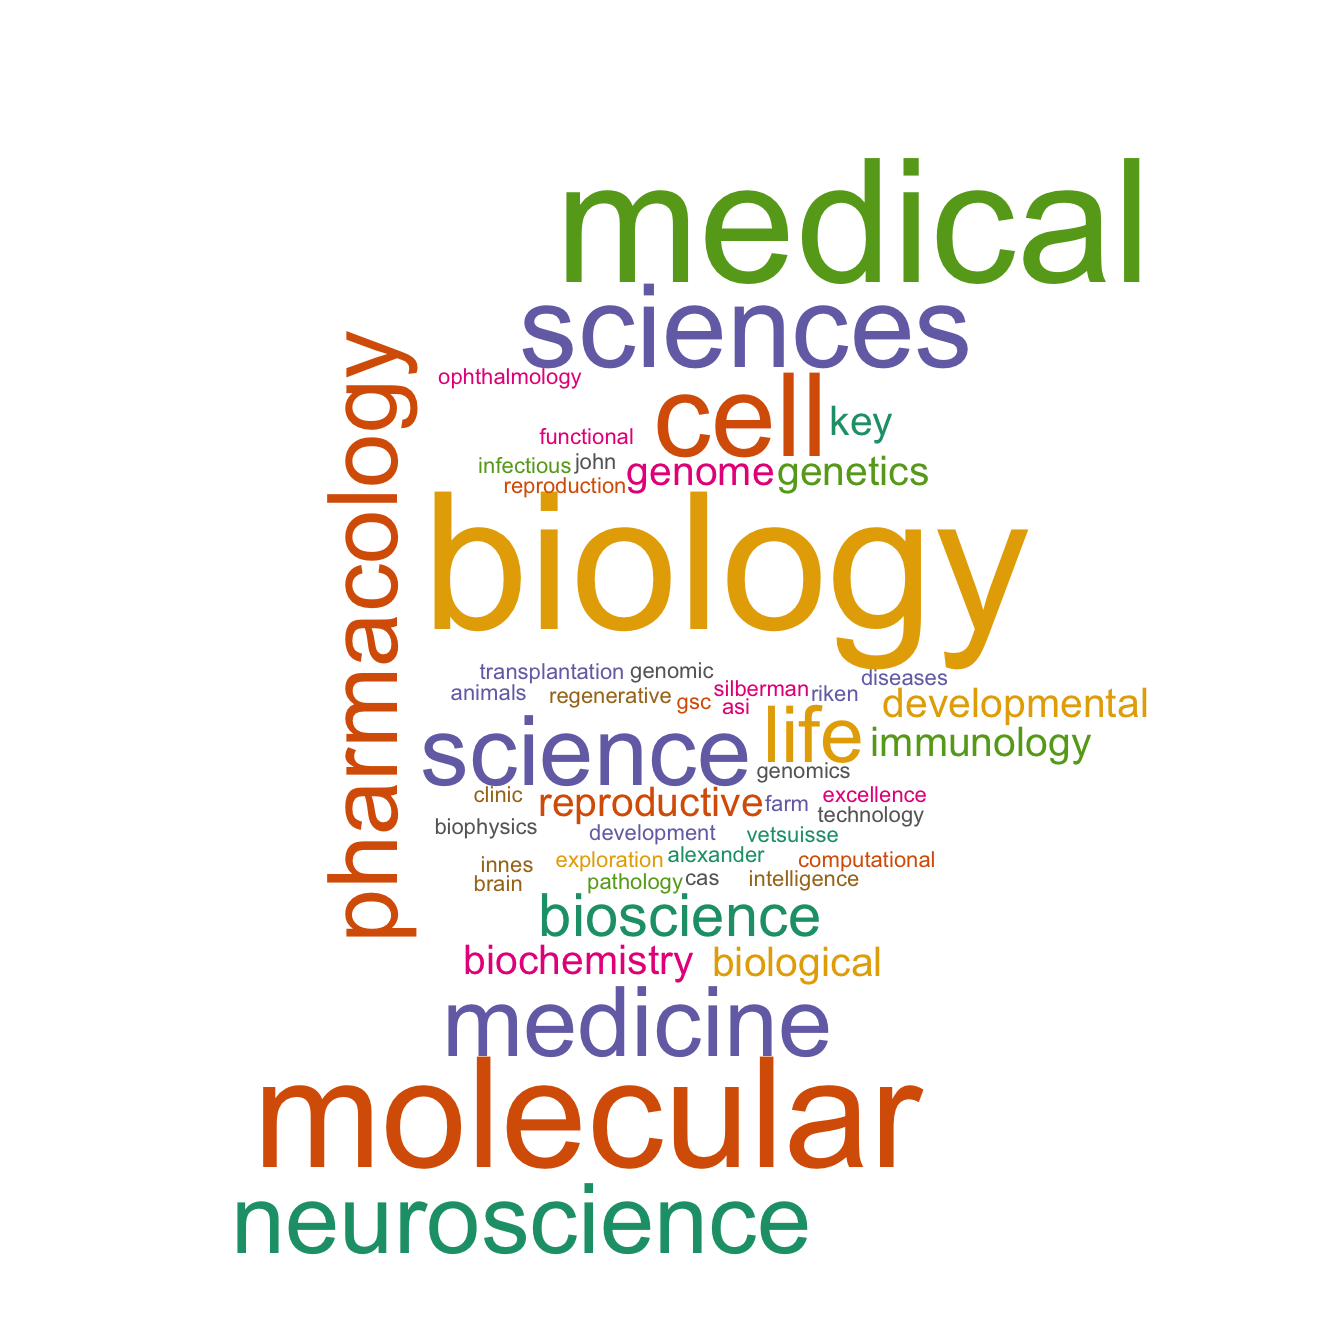 medical
sciences
ophthalmology
cell
key
functional
infectious
john
genome
genetics
reproduction
pharmacology
biology
transplantation
genomic
diseases
animals
regenerative
gsc
silberman
asi
riken
developmental
science
life
immunology
genomics
clinic
reproductive
farm
excellence
technology
biophysics
development
vetsuisse
innes
exploration
alexander
computational
brain
pathology
cas
intelligence
bioscience
biochemistry
biological
medicine
molecular
neuroscience